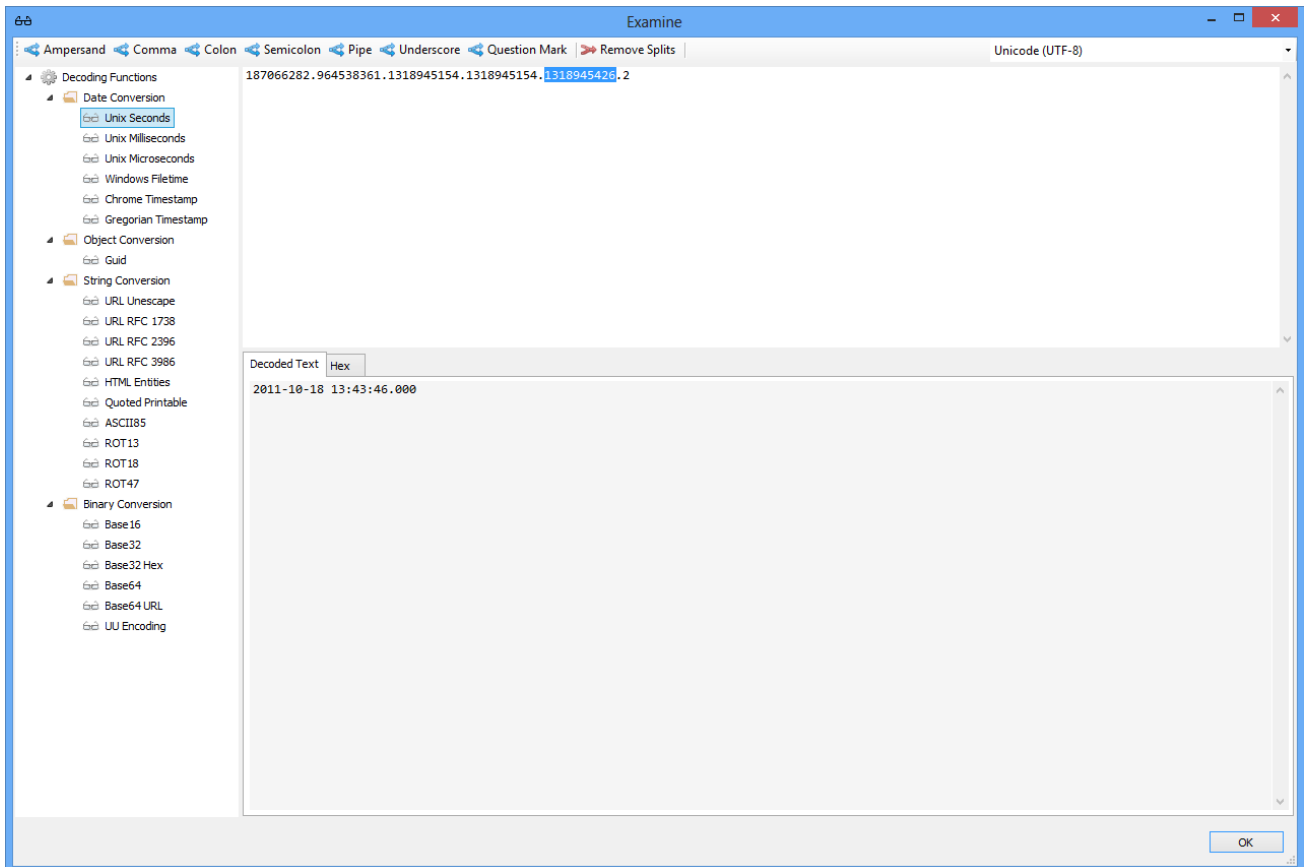 Examine
Ampersand Comma Colon Semicolon Pipe Underscore Question Mark Remove Splits Unicode (UTF-8)
Decoding Functions
Date Conversion
Unix Seconds
Unix Milliseconds
Unix Microseconds
Windows Filetime
Chrome Timestamp
Gregorian Timestamp
Object Conversion
Guid
String Conversion
URL Unescape
URL RFC 1738
URL RFC 2396
URL RFC 3986
HTML Entities
Quoted Printable
ASCII85
ROT13
ROT18
ROT47
Binary Conversion
Base16
Base32
Base32 Hex
Base64
Base64 URL
UU Encoding
187066282.964538361.1318945154.1318945154.1318945426.2
Decoded Text Hex
2011-10-18 13:43:46.000
OK